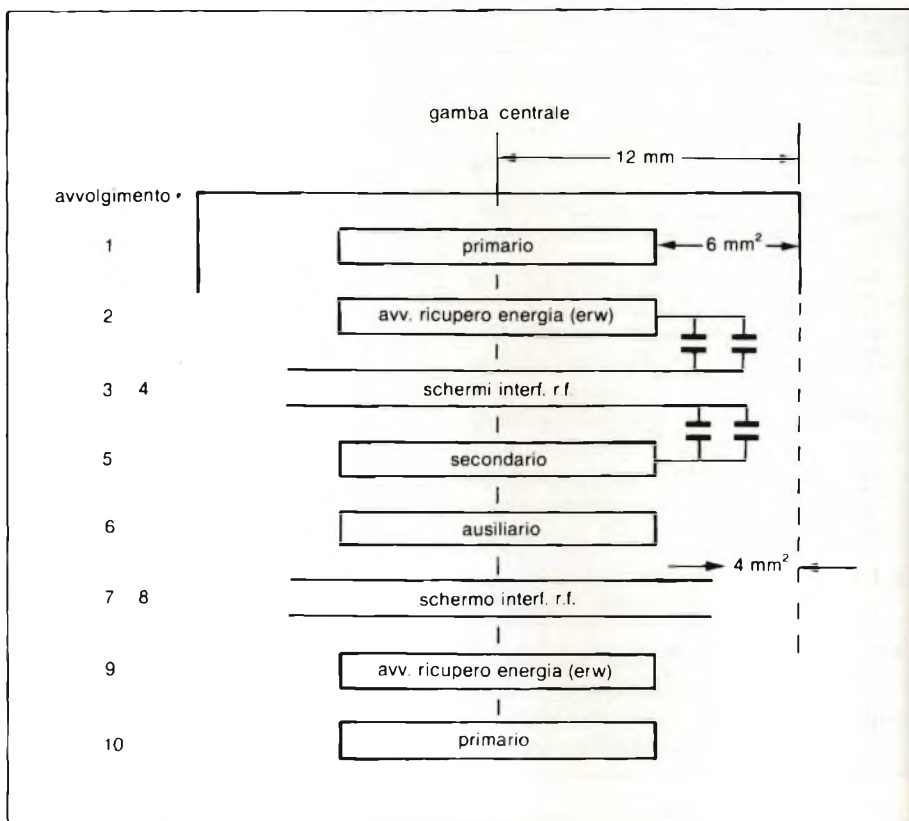 gamba centrale
12 mm
avvolgimento
1 primario 6 mm²
2 avv. ricupero energia (erw)
3 4 schermi interf. r.f.
5 secondario
6 ausiliario
4 mm²
7 8 schermo interf. r.f.
9 avv. ricupero energia (erw)
10 primario